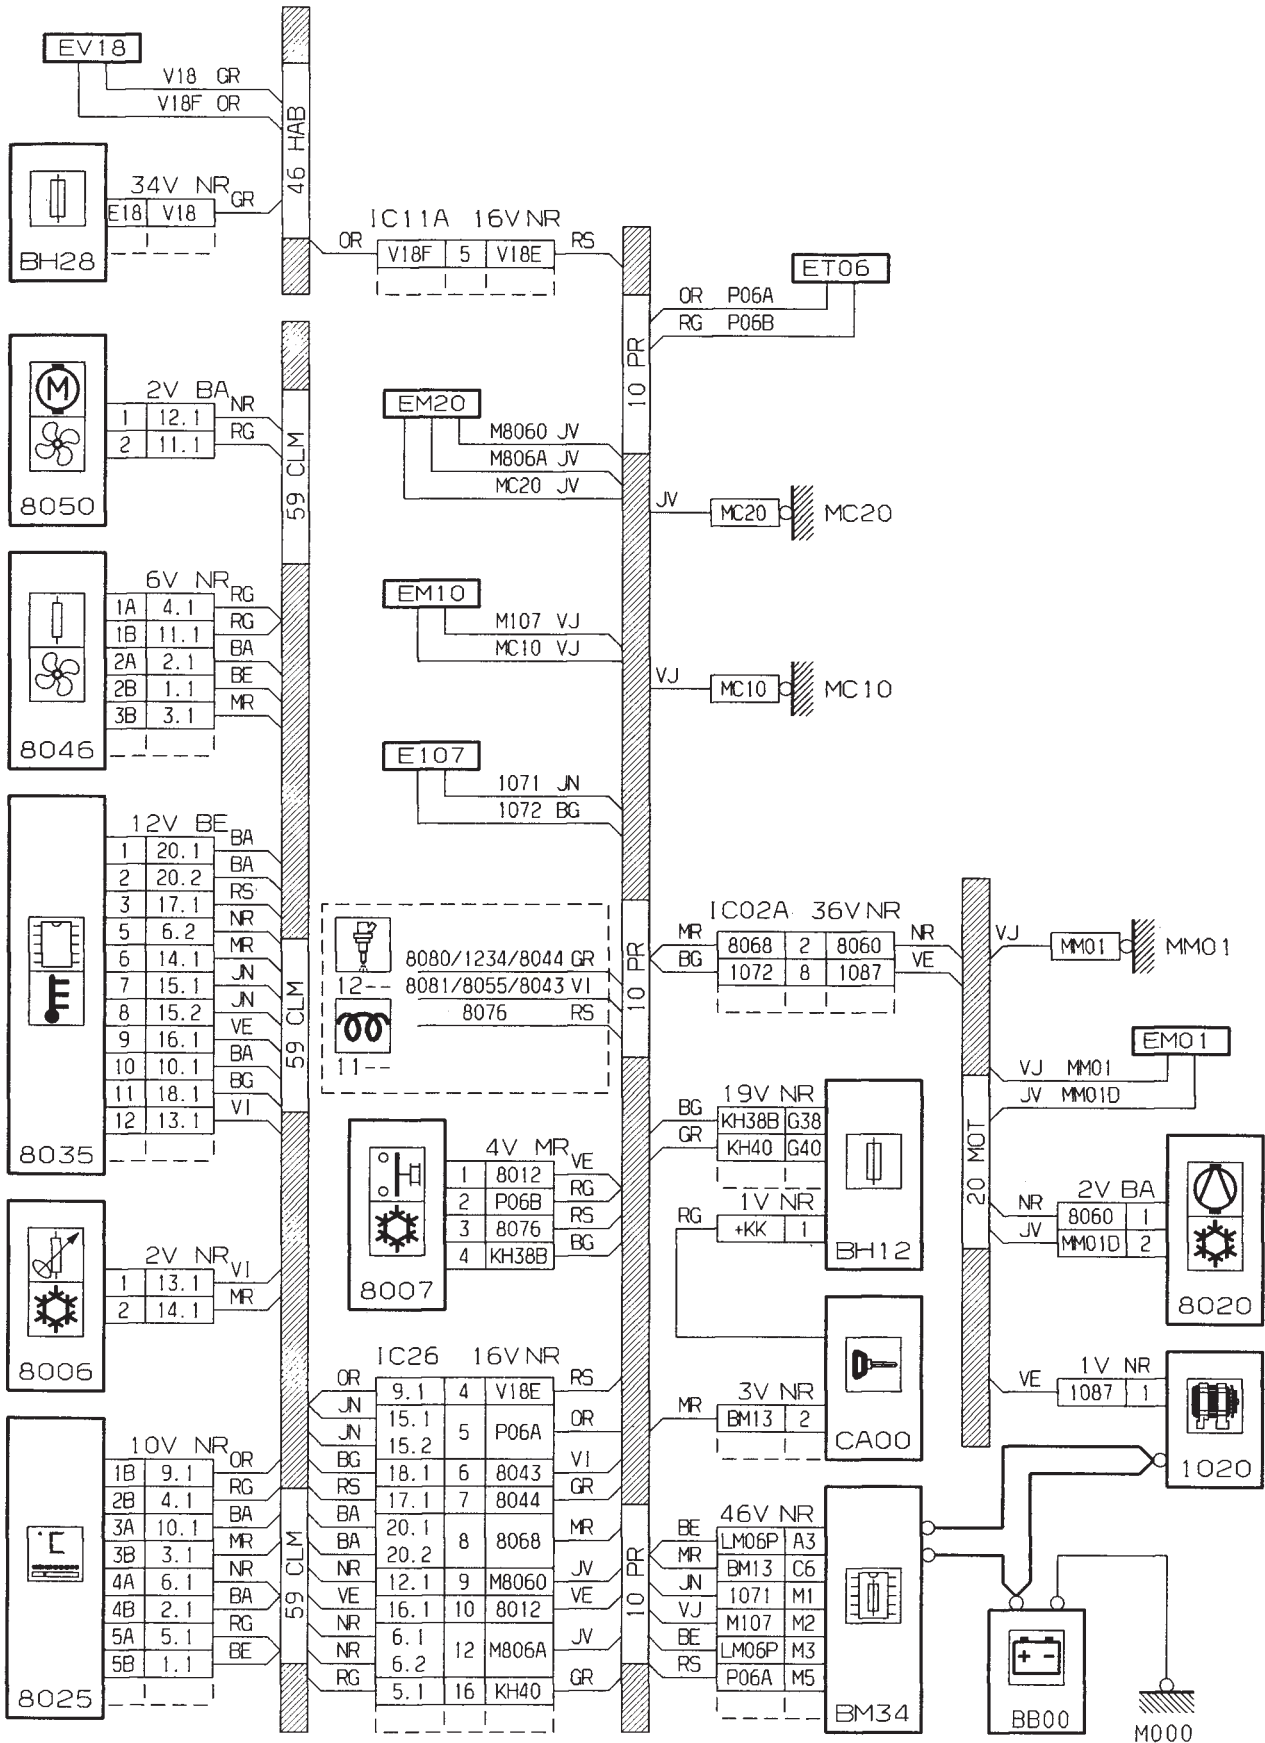 EV18
V18 GR
V18F OR
46 HAB
BH28
34V NR
E18 V18 GR
IC11A 16V NR
OR V18F 5 V18E RS
ET06
OR P06A
RG P06B
10 PR
8050
2V BA
1 12.1 NR
2 11.1 RG
59 CLM
EM20
M8060 JV
M806A JV
MC20 JV
JV MC20 MC20
8046
6V NR
1A 4.1 RG
1B 11.1 RG
2A 2.1 BA
2B 1.1 BE
3B 3.1 MR
EM10
M107 VJ
MC10 VJ
VJ MC10 MC10
E107
1071 JN
1072 BG
8035
12V BE
1 20.1 BA
2 20.2 BA
3 17.1 RS
5 6.2 NR
6 14.1 MR
7 15.1 JN
8 15.2 JN
9 16.1 VE
10 10.1 BA
11 18.1 BG
12 13.1 VI
59 CLM
12--
11--
8080/1234/8044 GR
8081/8055/8043 VI
8076 RS
10 PR
IC02A 36V NR
MR 8068 2 8060 NR
BG 1072 8 1087 VE
VJ MM01 MM01
EM01
VJ MM01
JV MM01D
20 MOT
8007
4V MR
1 8012 VE
2 P06B RG
3 8076 RS
4 KH38B BG
19V NR
BG KH38B G38
GR KH40 G40
1V NR
RG +KK 1
BH12
2V BA
NR 8060 1
JV MM01D 2
8020
8006
2V NR
1 13.1 VI
2 14.1 MR
IC26 16V NR
OR 9.1 4 V18E RS
JN 15.1
JN 15.2
5 P06A OR
BG 18.1 6 8043 VI
RS 17.1 7 8044 GR
BA 20.1
BA 20.2
8 8068 MR
NR 12.1 9 M8060 JV
VE 16.1 10 8012 VE
NR 6.1
NR 6.2
12 M806A JV
RG 5.1 16 KH40 GR
3V NR
MR BM13 2
CA00
1V NR
VE 1087 1
1020
8025
10V NR
1B 9.1 OR
2B 4.1 RG
3A 10.1 BA
3B 3.1 MR
4A 6.1 NR
4B 2.1 BA
5A 5.1 RG
5B 1.1 BE
°C
59 CLM
10 PR
46V NR
BE LM06P A3
MR BM13 C6
JN 1071 M1
VJ M107 M2
BE LM06P M3
RS P06A M5
BM34
+ -
BB00
M000
M